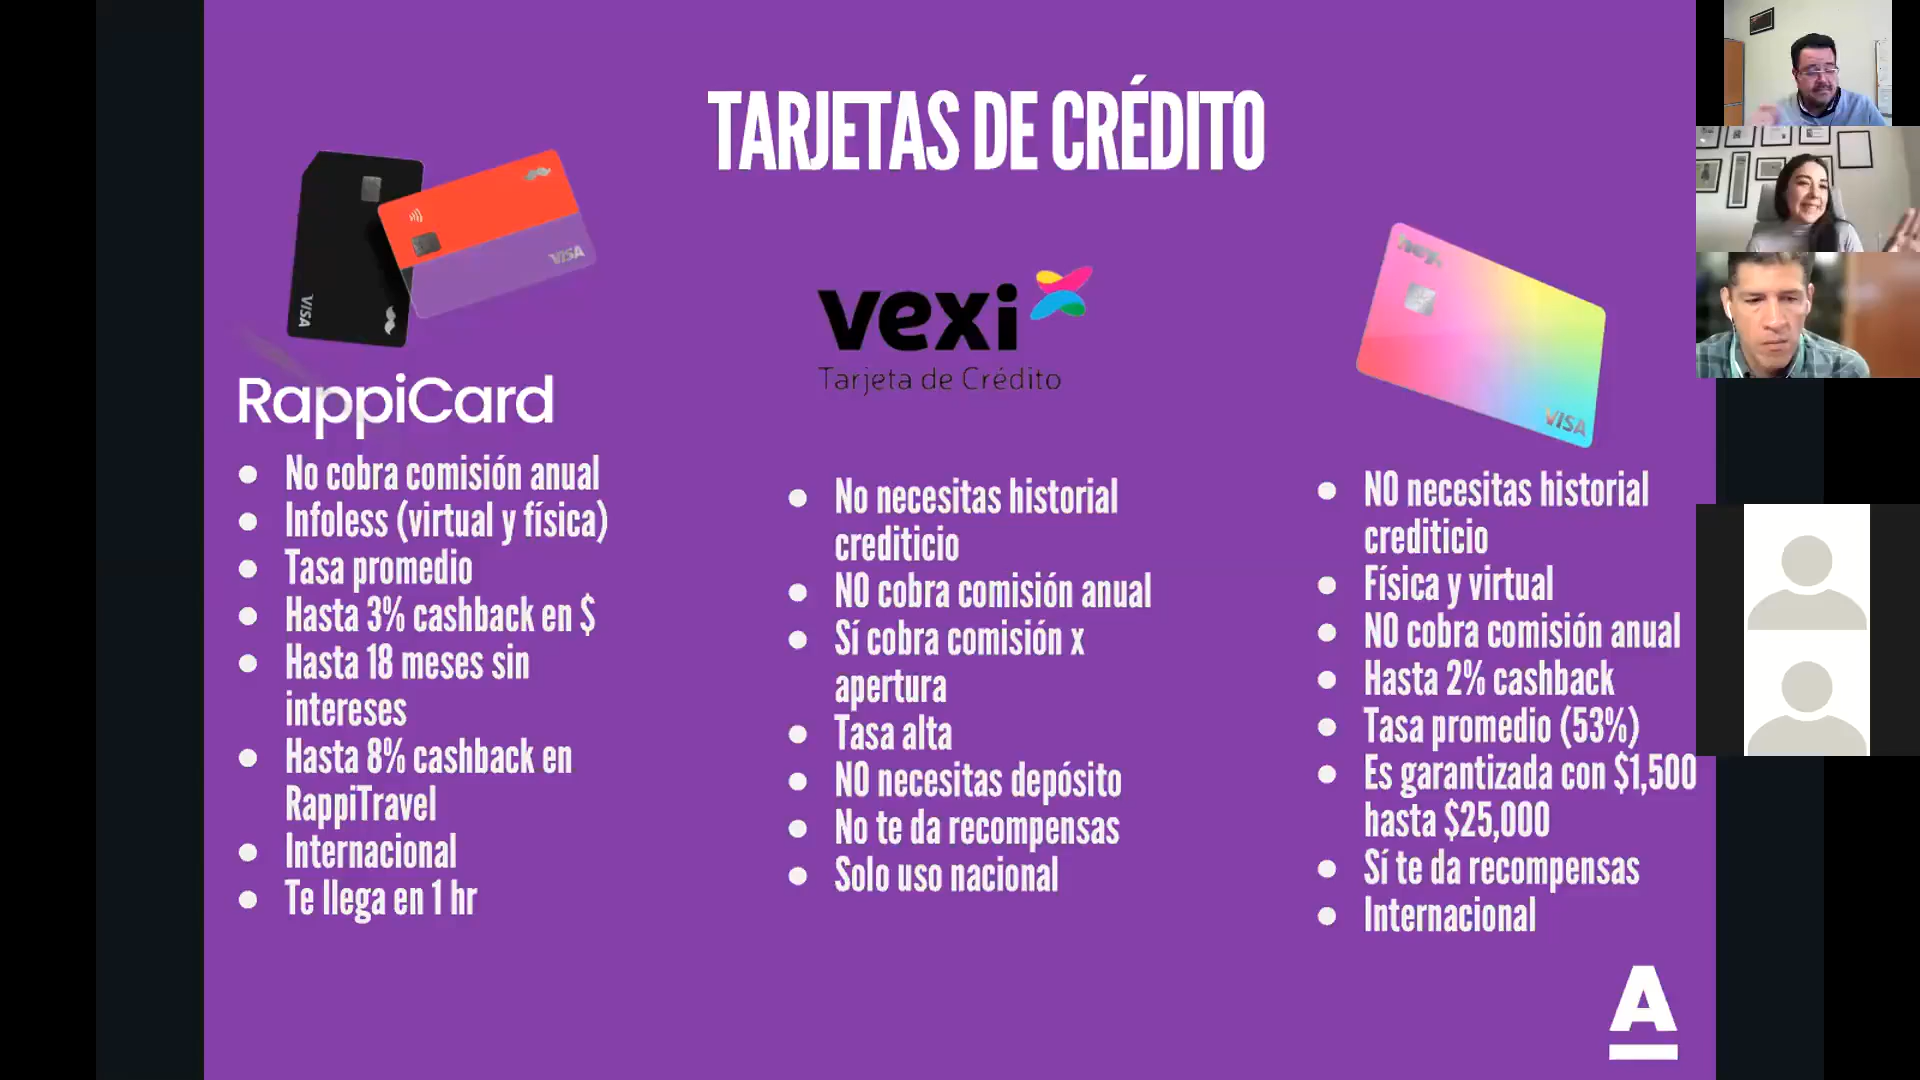 TARJETAS DE CRÉDITO
VISA
VISA
RappiCard
No cobra comisión anual
Infoless (virtual y física)
Tasa promedio
Hasta 3% cashback en $
Hasta 18 meses sin
intereses
Hasta 8% cashback en
RappiTravel
Internacional
Te llega en 1 hr
vexi
Tarjeta de Crédito
No necesitas historial
crediticio
NO cobra comisión anual
Sí cobra comisión x
apertura
Tasa alta
NO necesitas depósito
No te da recompensas
Solo uso nacional
hey,
VISA
NO necesitas historial
crediticio
Física y virtual
NO cobra comisión anual
Hasta 2% cashback
Tasa promedio (53%)
Es garantizada con $1,500
hasta $25,000
Sí te da recompensas
Internacional
A